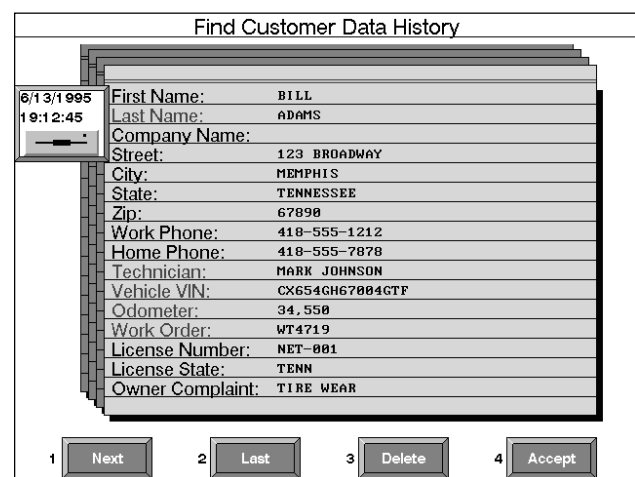 Find Customer Data History
6/13/1995
19:12:45
First Name: BILL
Last Name: ADAMS
Company Name:
Street: 123 BROADWAY
City: MEMPHIS
State: TENNESSEE
Zip: 67890
Work Phone: 418-555-1212
Home Phone: 418-555-7878
Technician: MARK JOHNSON
Vehicle VIN: CX654GH67004GTF
Odometer: 34,550
Work Order: WT4719
License Number: NET-001
License State: TENN
Owner Complaint: TIRE WEAR
1 Next 2 Last 3 Delete 4 Accept